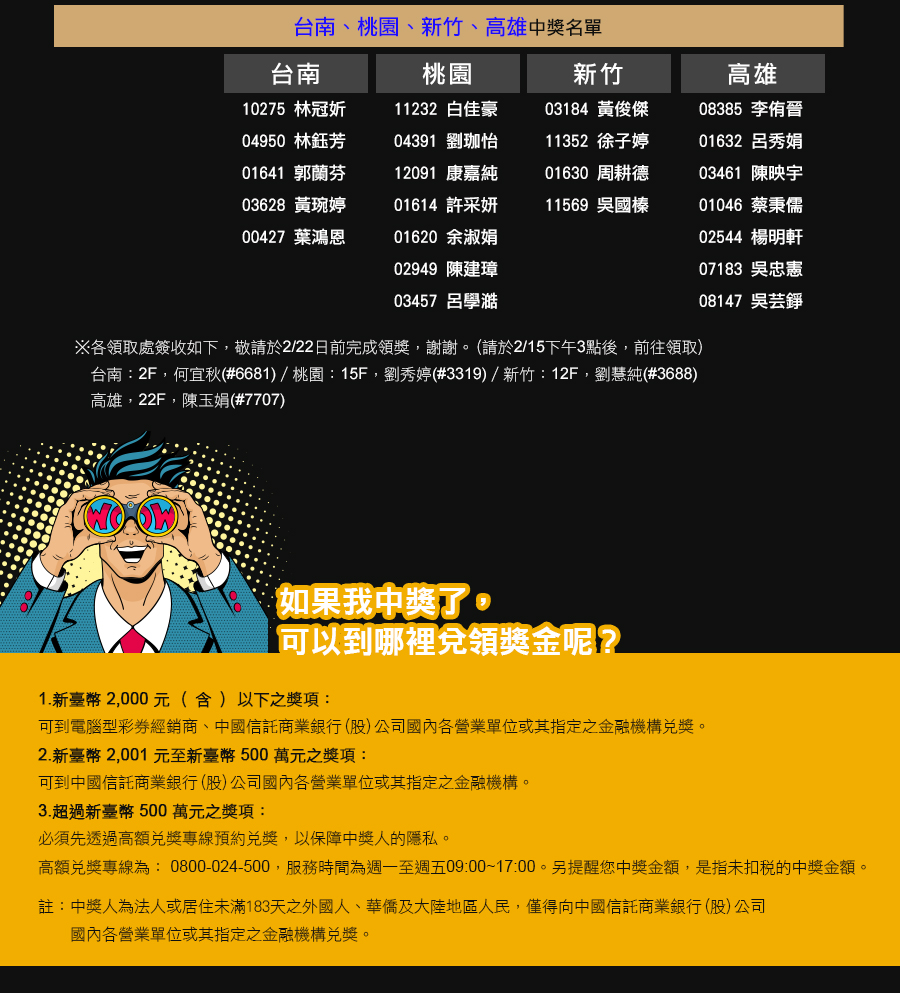 台南、桃園、新竹、高雄中獎名單
台南 桃園 新竹 高雄
10275 林冠妡 11232 白佳豪 03184 黃俊傑 08385 李侑晉
04950 林鈺芳 04391 劉珈怡 11352 徐子婷 01632 呂秀娟
01641 郭蘭芬 12091 康嘉純 01630 周耕德 03461 陳映宇
03628 黃琬婷 01614 許采妍 11569 吳國榛 01046 蔡秉儒
00427 葉鴻恩 01620 余淑娟 02544 楊明軒
02949 陳建璋 07183 吳忠憲
03457 呂學澔 08147 吳芸錚
※各領取處簽收如下，敬請於2/22日前完成領獎，謝謝。(請於2/15下午3點後，前往領取)
台南：2F，何宜秋(#6681) / 桃園：15F，劉秀婷(#3319) / 新竹：12F，劉慧純(#3688)
高雄，22F，陳玉娟(#7707)
WOW
如果我中獎了，
可以到哪裡兌領獎金呢？
1.新臺幣 2,000 元 ( 含 ) 以下之獎項：
可到電腦型彩券經銷商、中國信託商業銀行(股)公司國內各營業單位或其指定之金融機構兌獎。
2.新臺幣 2,001 元至新臺幣 500 萬元之獎項：
可到中國信託商業銀行(股)公司國內各營業單位或其指定之金融機構。
3.超過新臺幣 500 萬元之獎項：
必須先透過高額兌獎專線預約兌獎，以保障中獎人的隱私。
高額兌獎專線為： 0800-024-500，服務時間為週一至週五09:00~17:00。另提醒您中獎金額，是指未扣稅的中獎金額。
註：中獎人為法人或居住未滿183天之外國人、華僑及大陸地區人民，僅得向中國信託商業銀行(股)公司
國內各營業單位或其指定之金融機構兌獎。